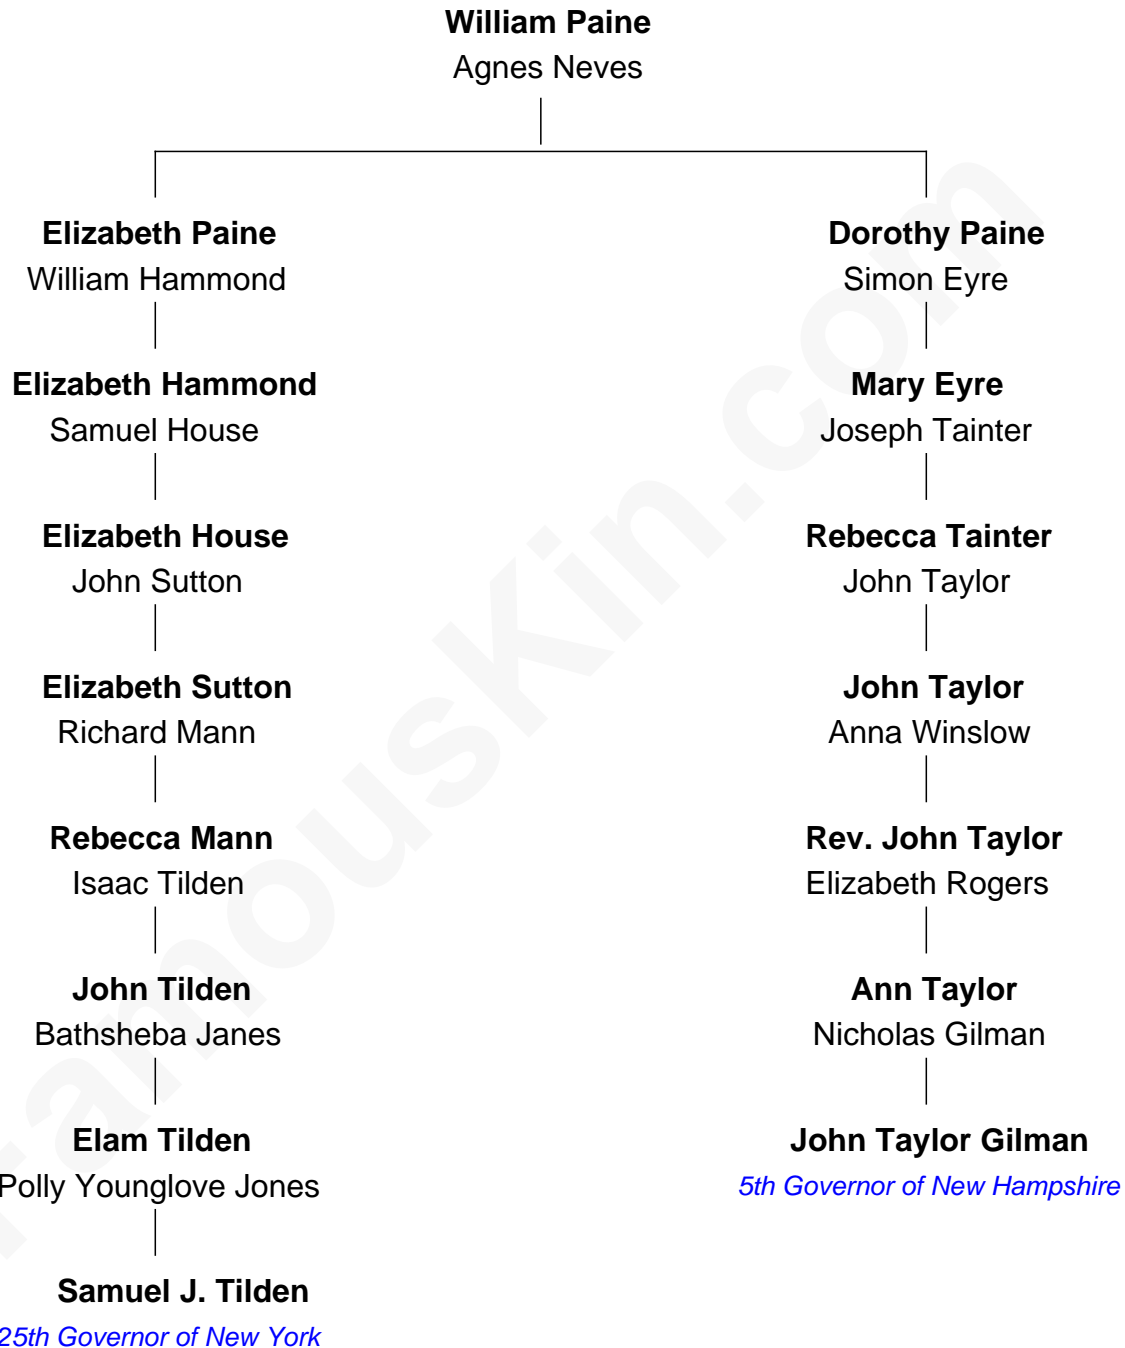 William Paine
Agnes Neves
Elizabeth Paine
William Hammond
Dorothy Paine
Simon Eyre
Elizabeth Hammond
Samuel House
Mary Eyre
Joseph Tainter
Elizabeth House
John Sutton
Rebecca Tainter
John Taylor
Elizabeth Sutton
Richard Mann
John Taylor
Anna Winslow
Rebecca Mann
Isaac Tilden
Rev. John Taylor
Elizabeth Rogers
John Tilden
Bathsheba Janes
Ann Taylor
Nicholas Gilman
Elam Tilden
Polly Younglove Jones
John Taylor Gilman
5th Governor of New Hampshire
Samuel J. Tilden
25th Governor of New York
FamousKin.com